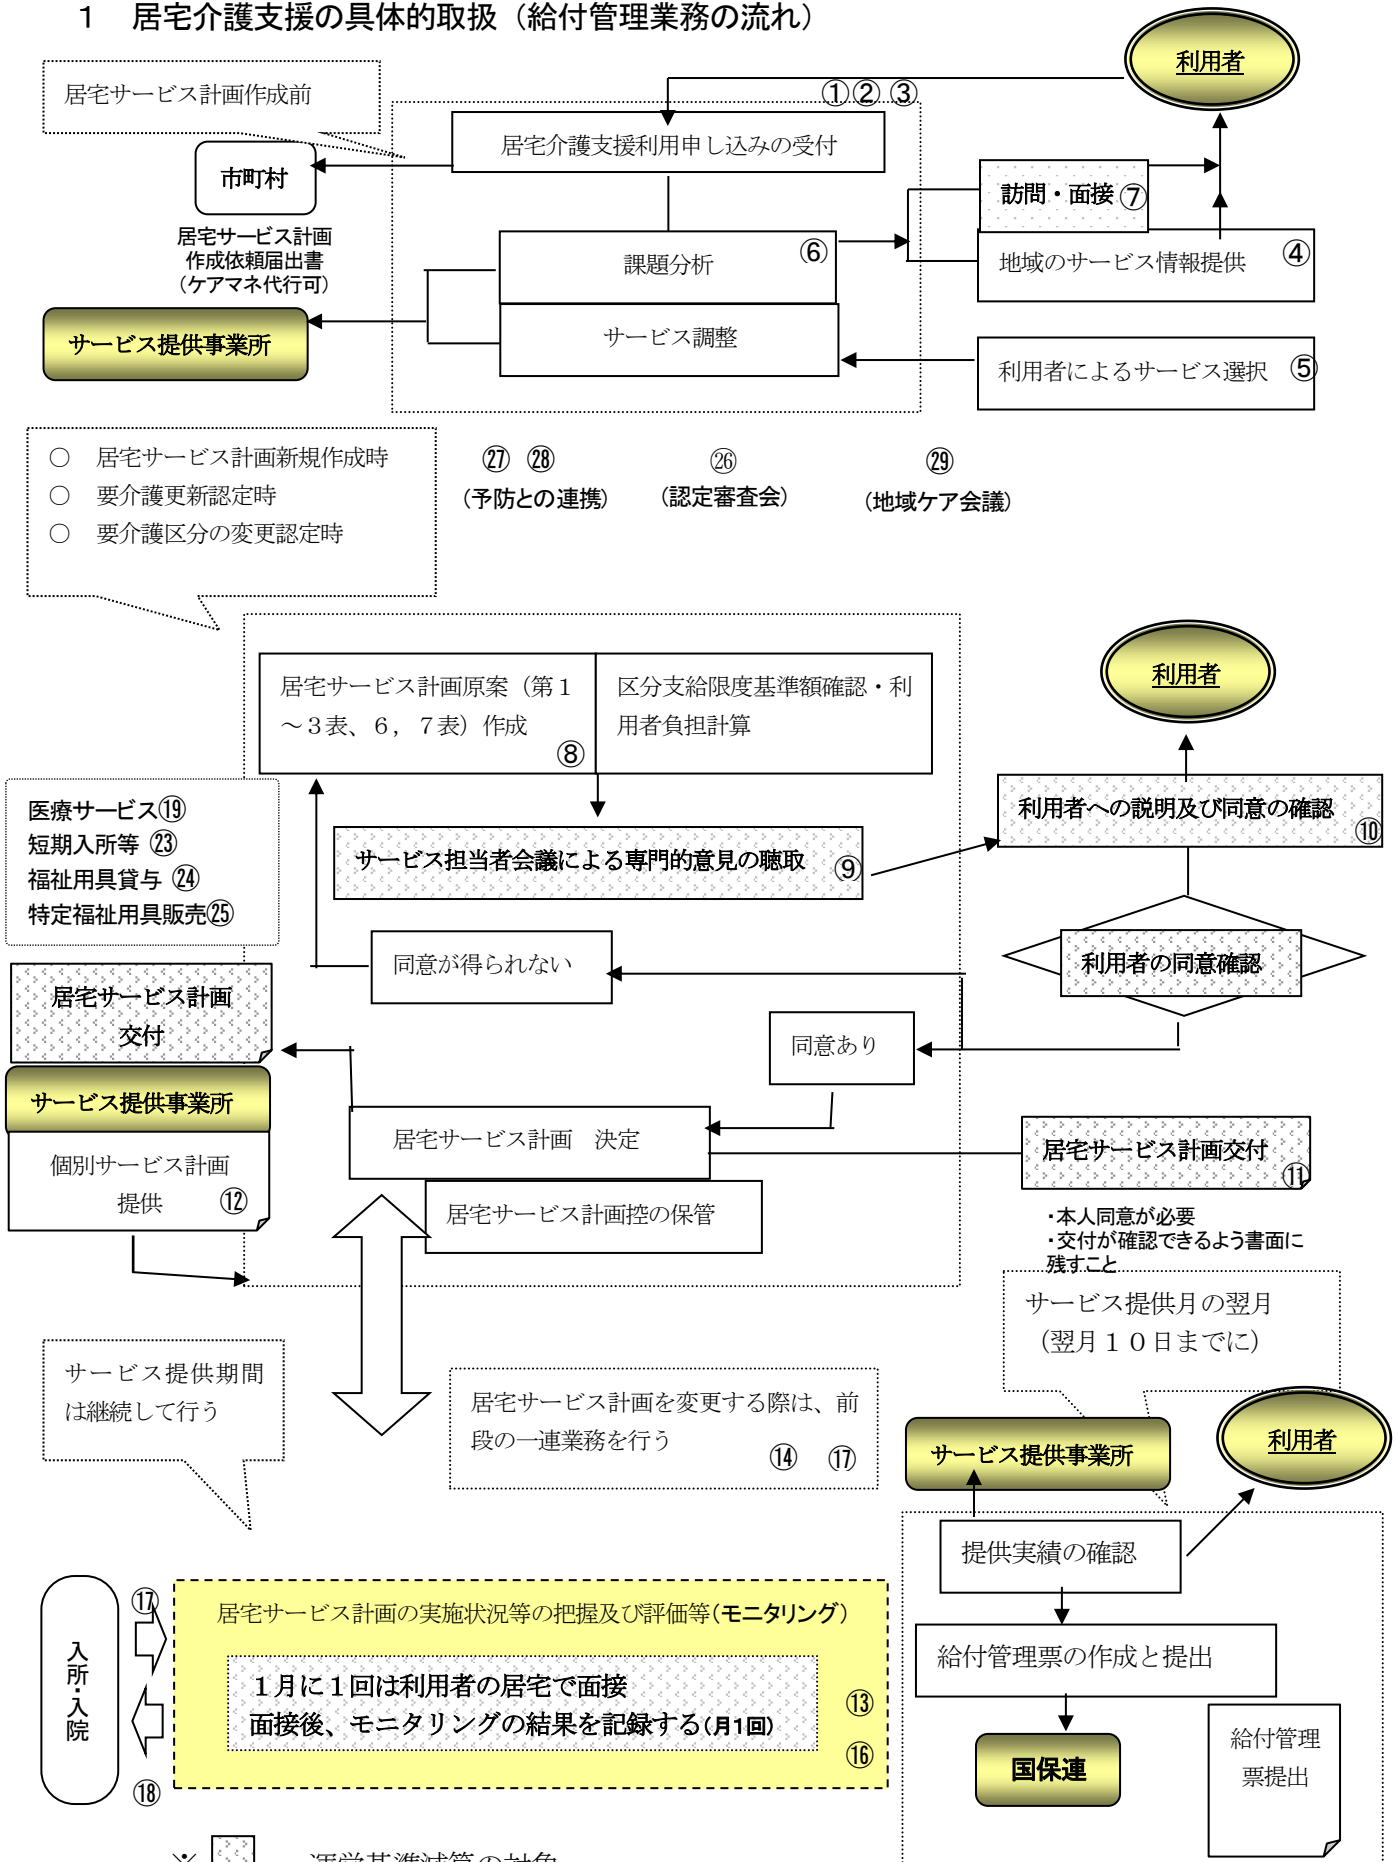 １　居宅介護支援の具体的取扱（給付管理業務の流れ）
利用者
居宅サービス計画作成前
①② ③
居宅介護支援利用申し込みの受付
市町村
訪問・面接 ⑦
居宅サービス計画
作成依頼届出書
（ケアマネ代行可）
課題分析 ⑥
地域のサービス情報提供 ④
サービス提供事業所
サービス調整
利用者によるサービス選択 ⑤
○　居宅サービス計画新規作成時
○　要介護更新認定時
○　要介護区分の変更認定時
㉗ ㉘
（予防との連携）
㉖
（認定審査会）
㉙
（地域ケア会議）
利用者
居宅サービス計画原案（第１
～３表、６，７表）作成 ⑧
区分支給限度基準額確認・利
用者負担計算
医療サービス⑲
短期入所等 ㉓
福祉用具貸与 ㉔
特定福祉用具販売㉕
利用者への説明及び同意の確認 ⑩
サービス担当者会議による専門的意見の聴取 ⑨
同意が得られない
利用者の同意確認
居宅サービス計画
交付
同意あり
サービス提供事業所
居宅サービス計画　決定
居宅サービス計画交付 ⑪
個別サービス計画
提供 ⑫
居宅サービス計画控の保管
・本人同意が必要
・交付が確認できるよう書面に
残すこと
サービス提供月の翌月
（翌月１０日までに）
サービス提供期間
は継続して行う
居宅サービス計画を変更する際は、前
段の一連業務を行う ⑭ ⑰
サービス提供事業所
利用者
提供実績の確認
⑰
入所・入院
⑱
居宅サービス計画の実施状況等の把握及び評価等（モニタリング）
１月に１回は利用者の居宅で面接
面接後、モニタリングの結果を記録する（月１回）
⑬
⑯
給付管理票の作成と提出
国保連
給付管理
票提出
※　運営基準減算の対象